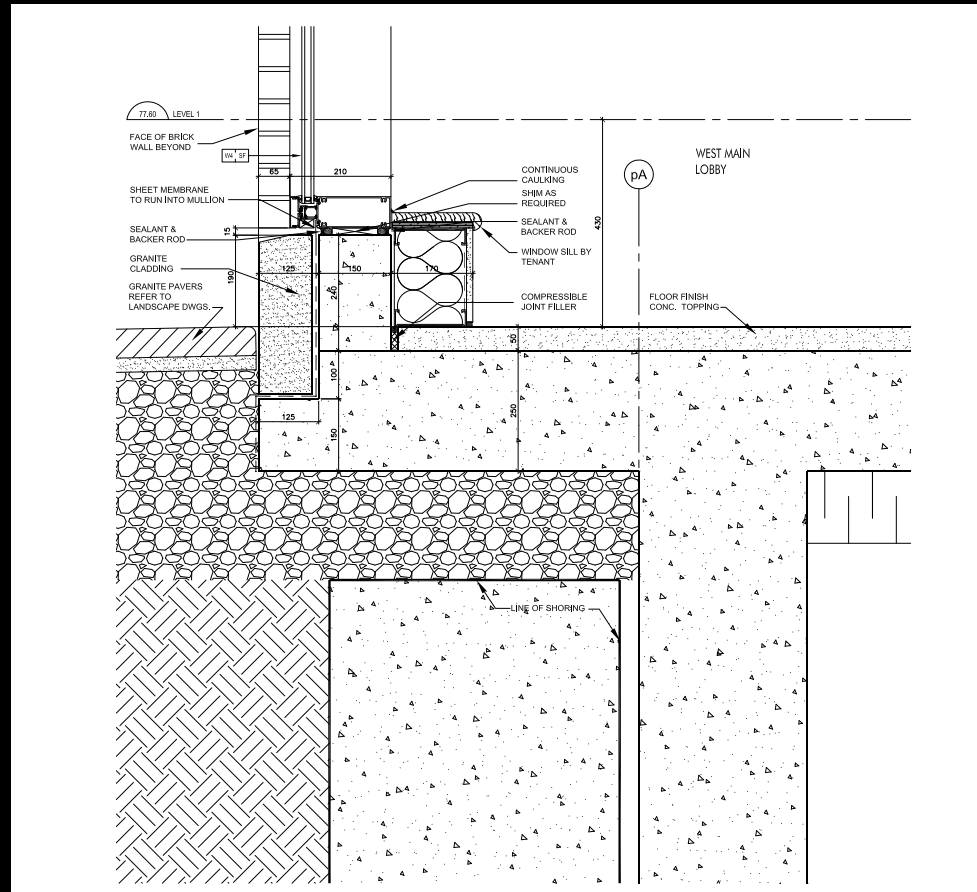 77.60 LEVEL 1
FACE OF BRICK
WALL BEYOND
W4 SF
65
210
SHEET MEMBRANE
TO RUN INTO MULLION
15
SEALANT &
BACKER ROD
GRANITE
CLADDING
190
GRANITE PAVERS
REFER TO
LANDSCAPE DWGS.
125
150
170
240
CONTINUOUS
CAULKING
SHIM AS
REQUIRED
SEALANT &
BACKER ROD
WINDOW SILL BY
TENANT
COMPRESSIBLE
JOINT FILLER
430
pA
WEST MAIN
LOBBY
FLOOR FINISH
CONC. TOPPING
50
100
125
150
250
LINE OF SHORING